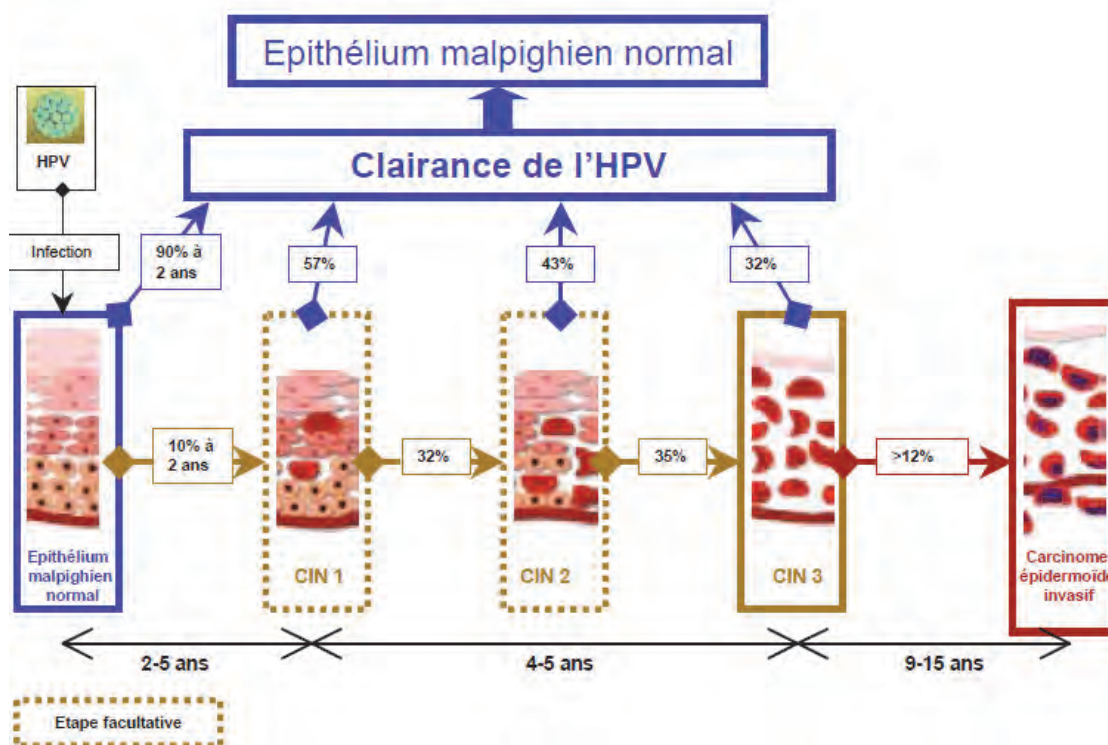 Epithélium malpighien normal
HPV
Clairance de l'HPV
Infection
90% à
2 ans
57%
43%
32%
10% à
2 ans
32%
35%
>12%
Epithélium
malpighien
normal
CIN 1
CIN 2
CIN 3
Carcinome
épidermoïde
invasif
2-5 ans
4-5 ans
9-15 ans
Etape facultative